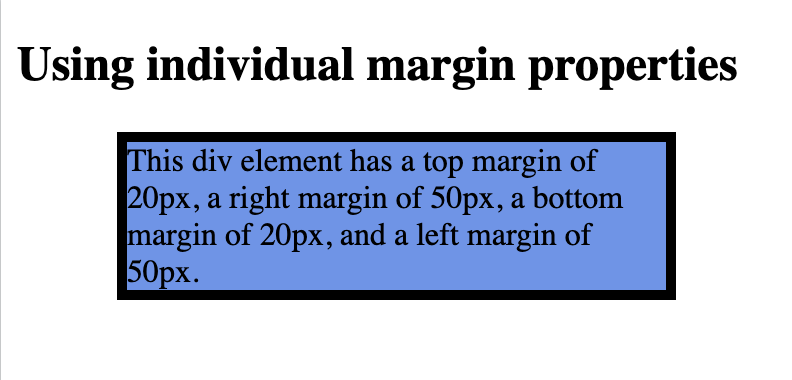 Using individual margin properties
This div element has a top margin of
20px, a right margin of 50px, a bottom
margin of 20px, and a left margin of
50px.